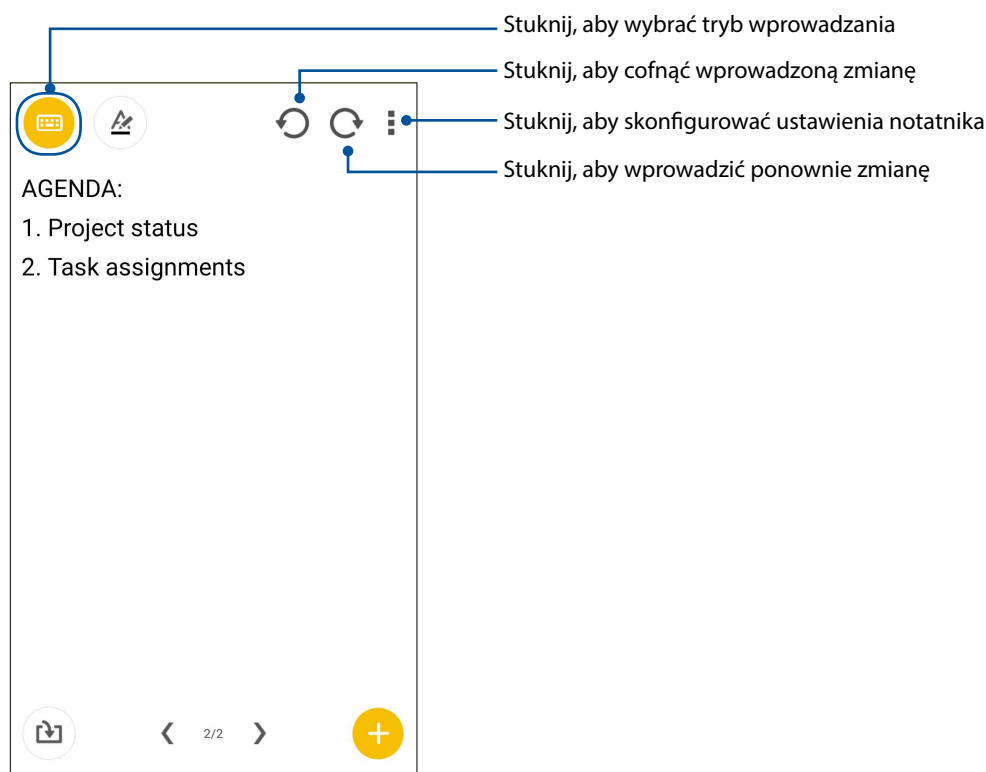 Stuknij, aby wybrać tryb wprowadzania
Stuknij, aby cofnąć wprowadzoną zmianę
Stuknij, aby skonfigurować ustawienia notatnika
Stuknij, aby wprowadzić ponownie zmianę
AGENDA:
1. Project status
2. Task assignments
2/2